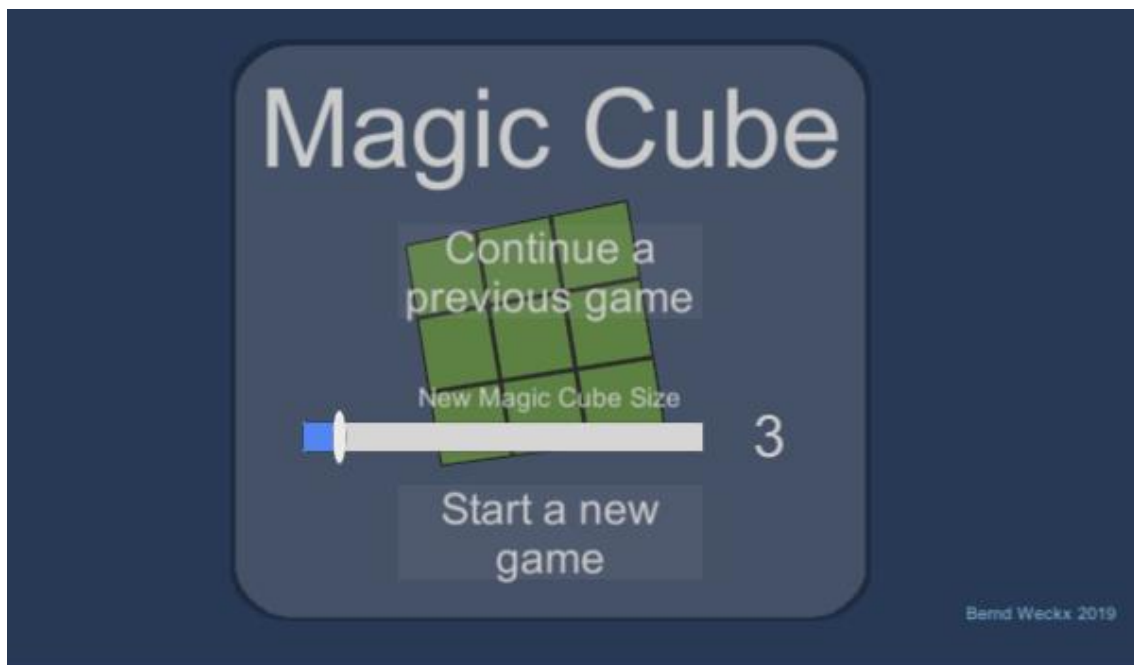 Magic Cube
Continue a
previous game
New Magic Cube Size
3
Start a new
game
Bernd Weckx 2019